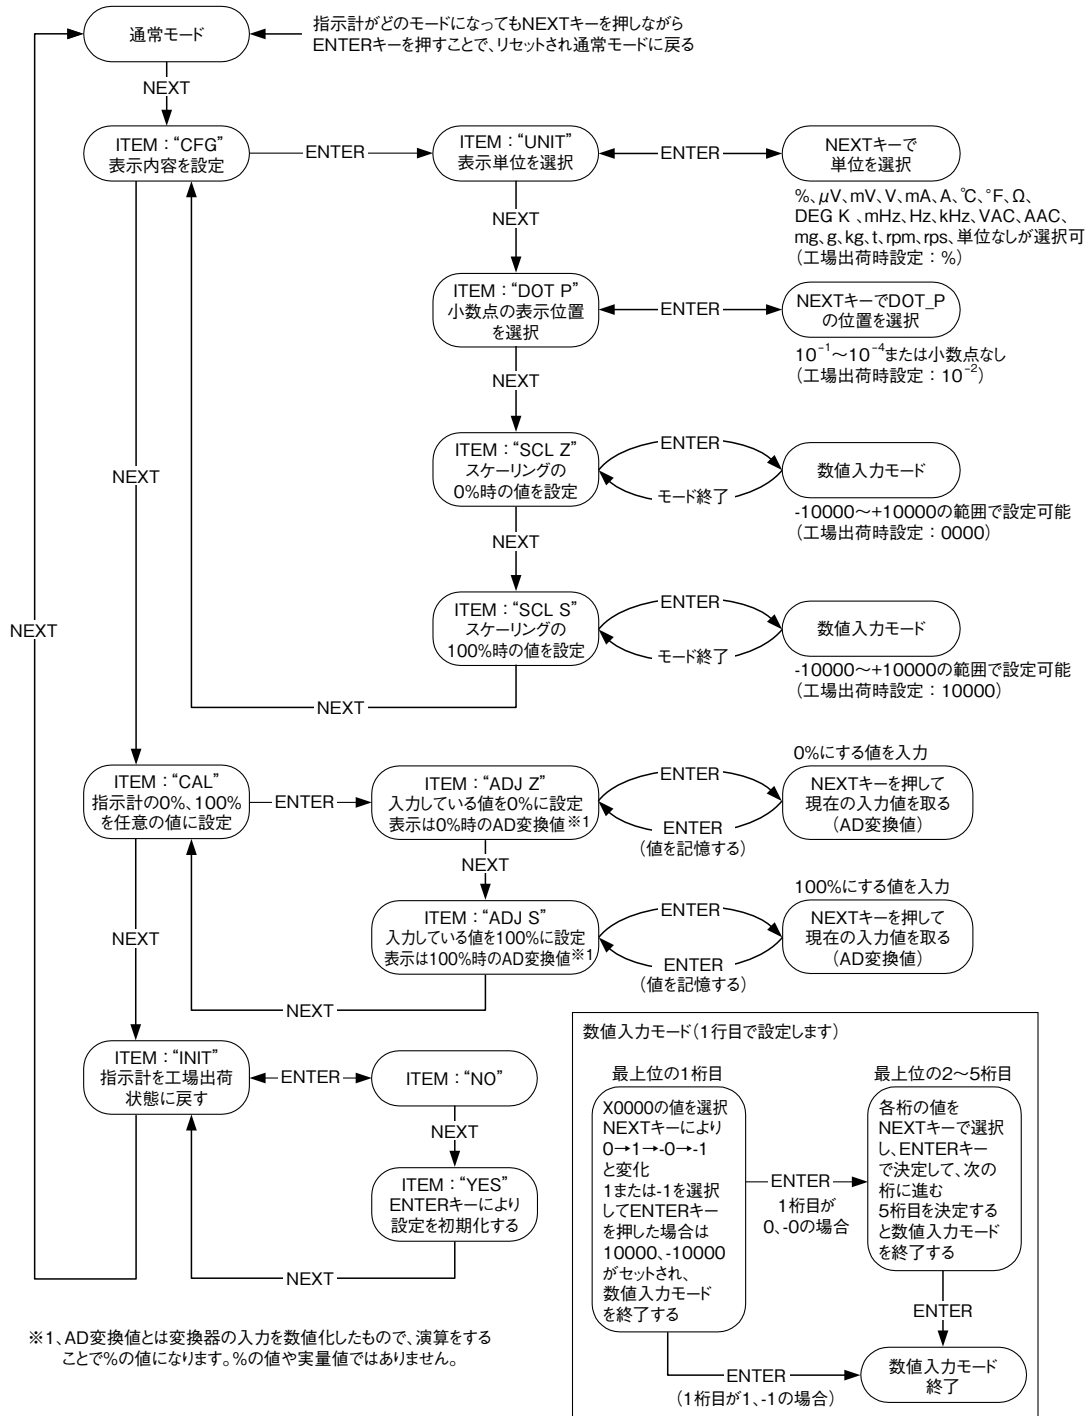 通常モード
指示計がどのモードになってもNEXTキーを押しながら
ENTERキーを押すことで、リセットされ通常モードに戻る
NEXT
ITEM：“CFG”
表示内容を設定
ENTER
ITEM：“UNIT”
表示単位を選択
ENTER
NEXTキーで
単位を選択
%、μV、mV、V、mA、A、℃、°F、Ω、
DEG K 、mHz、Hz、kHz、VAC、AAC、
mg、g、kg、t、rpm、rps、単位なしが選択可
（工場出荷時設定：%）
NEXT
ITEM：“DOT P”
小数点の表示位置
を選択
ENTER
NEXTキーでDOT_P
の位置を選択
10⁻¹～10⁻⁴または小数点なし
（工場出荷時設定：10⁻²）
NEXT
NEXT
ITEM：“SCL Z”
スケーリングの
0%時の値を設定
ENTER
モード終了
数値入力モード
-10000～+10000の範囲で設定可能
（工場出荷時設定：0000）
NEXT
NEXT
ITEM：“SCL S”
スケーリングの
100%時の値を設定
ENTER
モード終了
数値入力モード
-10000～+10000の範囲で設定可能
（工場出荷時設定：10000）
NEXT
ITEM：“CAL”
指示計の0%、100%
を任意の値に設定
ENTER
ITEM：“ADJ Z”
入力している値を0%に設定
表示は0%時のAD変換値※1
ENTER
ENTER
（値を記憶する）
0%にする値を入力
NEXTキーを押して
現在の入力値を取る
（AD変換値）
NEXT
NEXT
ITEM：“ADJ S”
入力している値を100%に設定
表示は100%時のAD変換値※1
ENTER
ENTER
（値を記憶する）
100%にする値を入力
NEXTキーを押して
現在の入力値を取る
（AD変換値）
NEXT
ITEM：“INIT”
指示計を工場出荷
状態に戻す
ENTER
ITEM：“NO”
NEXT
ITEM：“YES”
ENTERキーにより
設定を初期化する
NEXT
数値入力モード（1行目で設定します）
最上位の1桁目
X0000の値を選択
NEXTキーにより
0→1→-0→-1
と変化
1または-1を選択
してENTERキー
を押した場合は
10000、-10000
がセットされ、
数値入力モード
を終了する
ENTER
1桁目が
0、-0の場合
最上位の2～5桁目
各桁の値を
NEXTキーで選択
し、ENTERキー
で決定して、次の
桁に進む
5桁目を決定する
と数値入力モード
を終了する
ENTER
ENTER
（1桁目が1、-1の場合）
数値入力モード
終了
※1、AD変換値とは変換器の入力を数値化したもので、演算をする
ことで%の値になります。%の値や実量値ではありません。